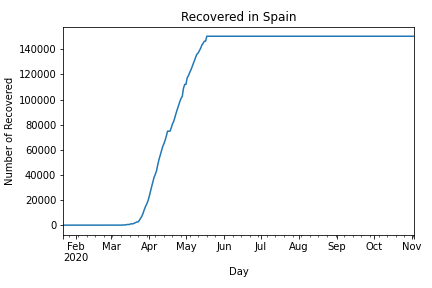 Recovered in Spain
Number of Recovered
140000
120000
100000
80000
60000
40000
20000
0
Feb Mar Apr May Jun Jul Aug Sep Oct Nov
2020
Day